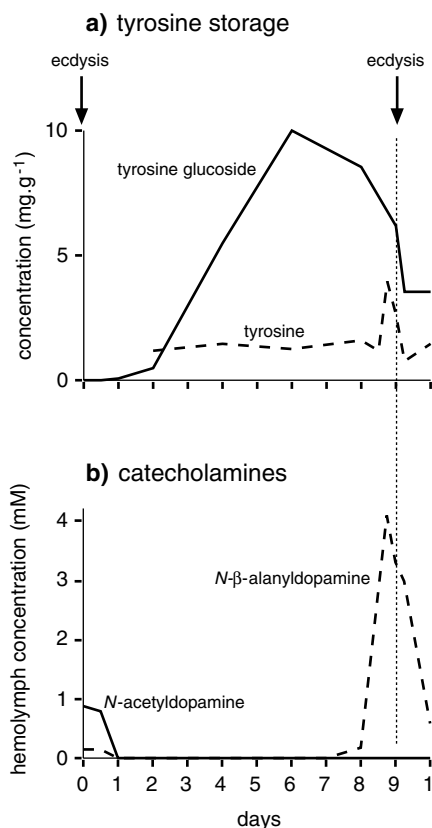 a) tyrosine storage
ecdysis ecdysis
10
tyrosine glucoside
5
tyrosine
0
concentration (mg.g-1)
b) catecholamines
4
N-β-alanyldopamine
3
2
1
N-acetyldopamine
0
hemolymph concentration (mM)
0 1 2 3 4 5 6 7 8 9 1
days